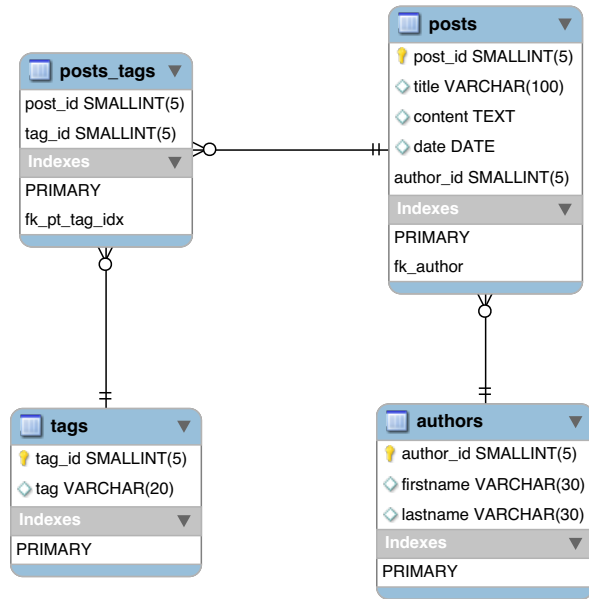 posts_tags
post_id SMALLINT(5)
tag_id SMALLINT(5)
Indexes
PRIMARY
fk_pt_tag_idx
posts
post_id SMALLINT(5)
title VARCHAR(100)
content TEXT
date DATE
author_id SMALLINT(5)
Indexes
PRIMARY
fk_author
tags
tag_id SMALLINT(5)
tag VARCHAR(20)
Indexes
PRIMARY
authors
author_id SMALLINT(5)
firstname VARCHAR(30)
lastname VARCHAR(30)
Indexes
PRIMARY